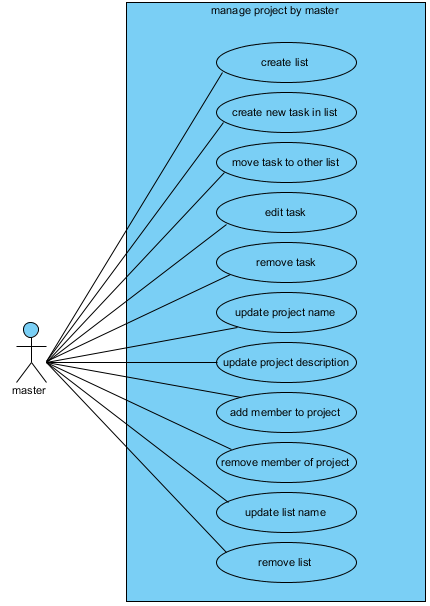 manage project by master
create list
create new task in list
move task to other list
edit task
remove task
update project name
update project description
master
add member to project
remove member of project
update list name
remove list